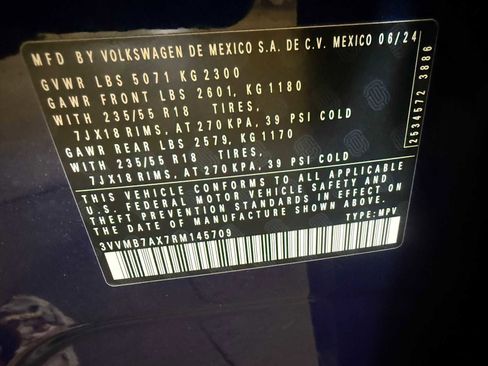 MFD BY VOLKSWAGEN DE MEXICO S.A. DE C.V. MEXICO 06/24
GVWR LBS 5071 KG 2300
GAWR FRONT LBS 2601, KG 1180
WITH 235/55 R18 TIRES,
7JX18 RIMS, AT 270 KPA, 39 PSI COLD
GAWR REAR LBS 2579, KG 1170
WITH 235/55 R18 TIRES,
7JX18 RIMS, AT 270 KPA, 39 PSI COLD
THIS VEHICLE CONFORMS TO ALL APPLICABLE
U.S. FEDERAL MOTOR VEHICLE SAFETY AND
THEFT PREVENTION STANDARDS IN EFFECT ON
THE DATE OF MANUFACTURE SHOWN ABOVE
3VVMB7AX7RM145709 TYPE: MPV
2534572 3886